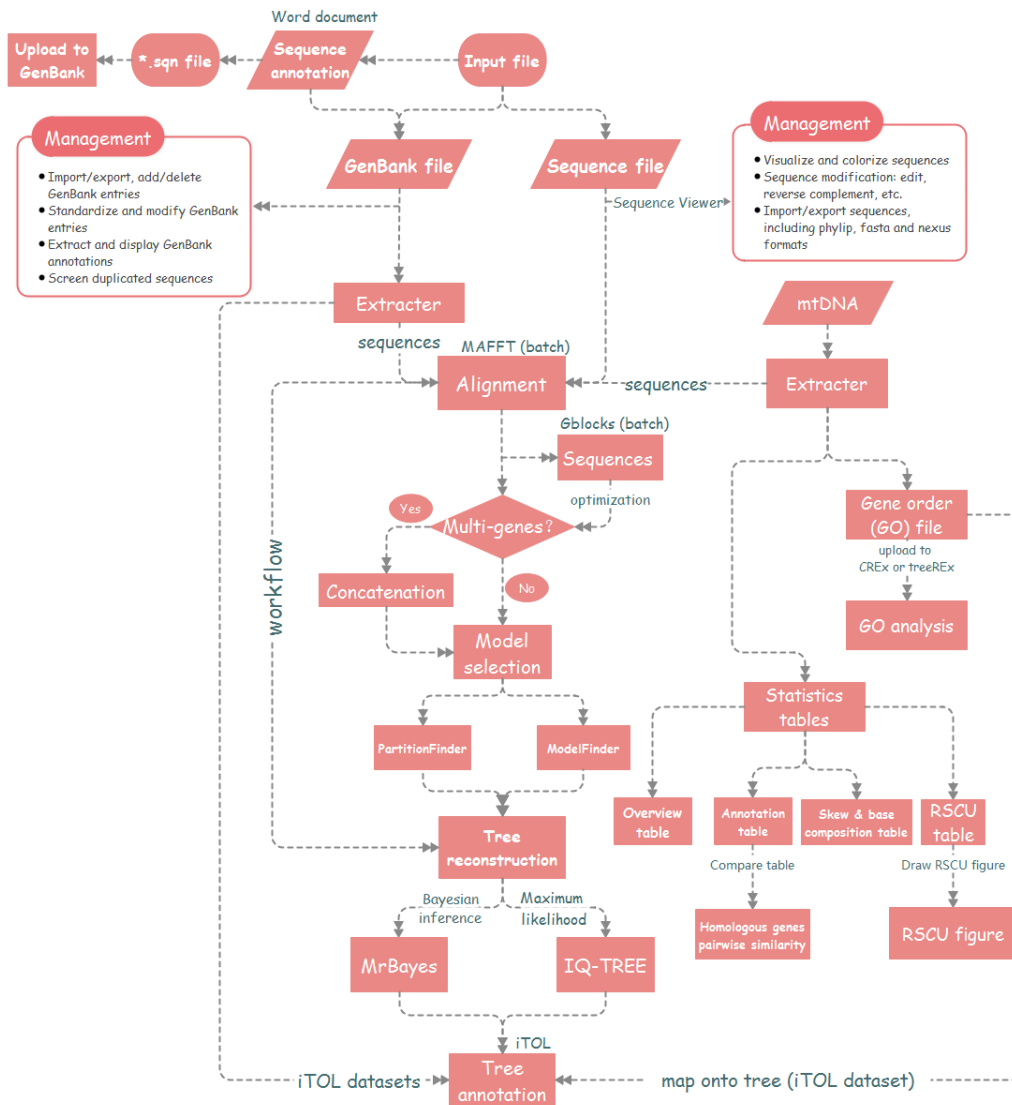 Word document
Upload to
GenBank
*.sqn file
Sequence
annotation
Input file
Management
Import/export, add/delete
GenBank entries
Standardize and modify GenBank
entries
Extract and display GenBank
annotations
Screen duplicated sequences
GenBank file
Sequence file
Sequence Viewer
Management
Visualize and colorize sequences
Sequence modification: edit,
reverse complement, etc.
Import/export sequences,
including phylip, fasta and nexus
formats
Extracter
sequences
MAFFT (batch)
Alignment
sequences
mtDNA
Extracter
Gblocks (batch)
Sequences
optimization
Yes
Multi-genes?
No
Concatenation
workflow
Model
selection
PartitionFinder
ModelFinder
Gene order
(GO) file
upload to
CREx or treeREx
GO analysis
Statistics
tables
Overview
table
Annotation
table
Skew & base
composition table
RSCU
table
Compare table
Draw RSCU figure
Homologous genes
pairwise similarity
RSCU figure
Tree
reconstruction
Bayesian
inference
Maximum
likelihood
MrBayes
IQ-TREE
iTOL
iTOL datasets
Tree
annotation
map onto tree (iTOL dataset)